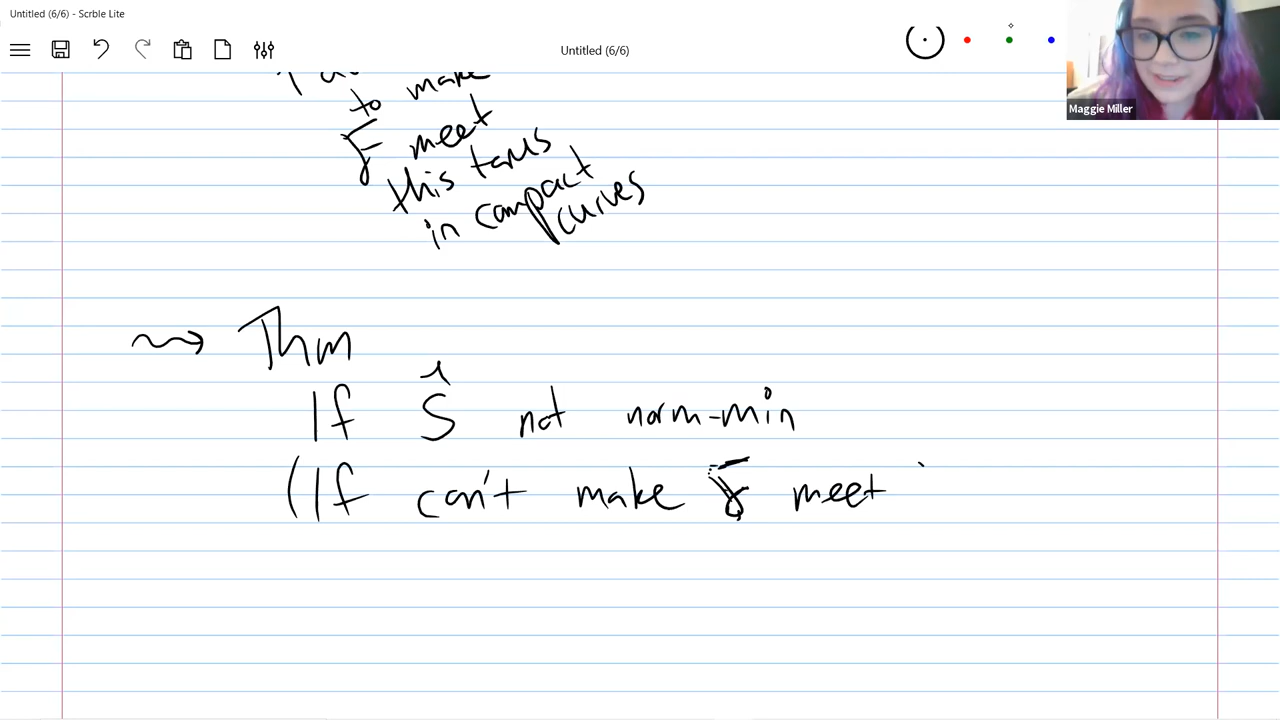 Untitled (6/6) - Scrble Lite
Untitled (6/6)
Maggie Miller
to make
F meet
this torus
in compact
curves
⇝ Thm
If Ŝ not norm-min
(If can't make F meet